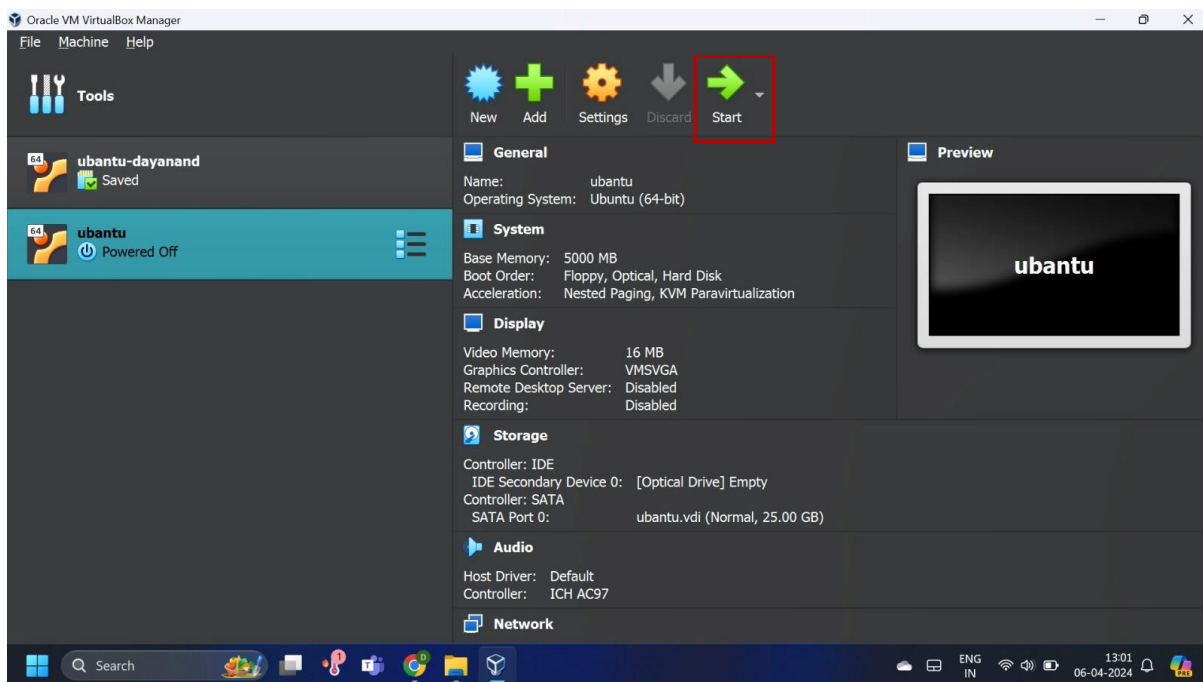 Oracle VM VirtualBox Manager
File Machine Help
Tools
New Add Settings Discard Start
64
ubantu-dayanand
Saved
64
ubantu
Powered Off
General
Name: ubantu
Operating System: Ubuntu (64-bit)
System
Base Memory: 5000 MB
Boot Order: Floppy, Optical, Hard Disk
Acceleration: Nested Paging, KVM Paravirtualization
Display
Video Memory: 16 MB
Graphics Controller: VMSVGA
Remote Desktop Server: Disabled
Recording: Disabled
Storage
Controller: IDE
IDE Secondary Device 0: [Optical Drive] Empty
Controller: SATA
SATA Port 0: ubantu.vdi (Normal, 25.00 GB)
Audio
Host Driver: Default
Controller: ICH AC97
Network
Preview
ubantu
Search
1
ENG
IN
13:01
06-04-2024
PRE